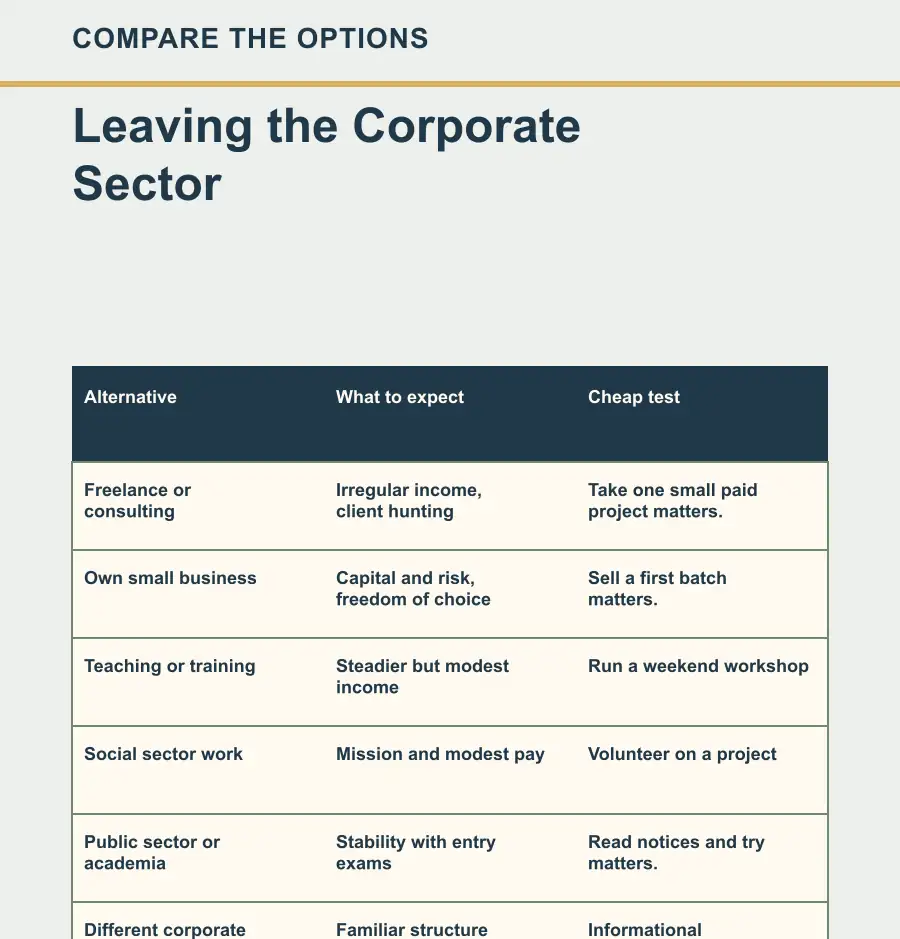 COMPARE THE OPTIONS
Leaving the Corporate
Sector
Alternative
What to expect
Cheap test
Freelance or
consulting
Irregular income,
client hunting
Take one small paid
project matters.
Own small business
Capital and risk,
freedom of choice
Sell a first batch
matters.
Teaching or training
Steadier but modest
income
Run a weekend workshop
Social sector work
Mission and modest pay
Volunteer on a project
Public sector or
academia
Stability with entry
exams
Read notices and try
matters.
Different corporate
Familiar structure
Informational